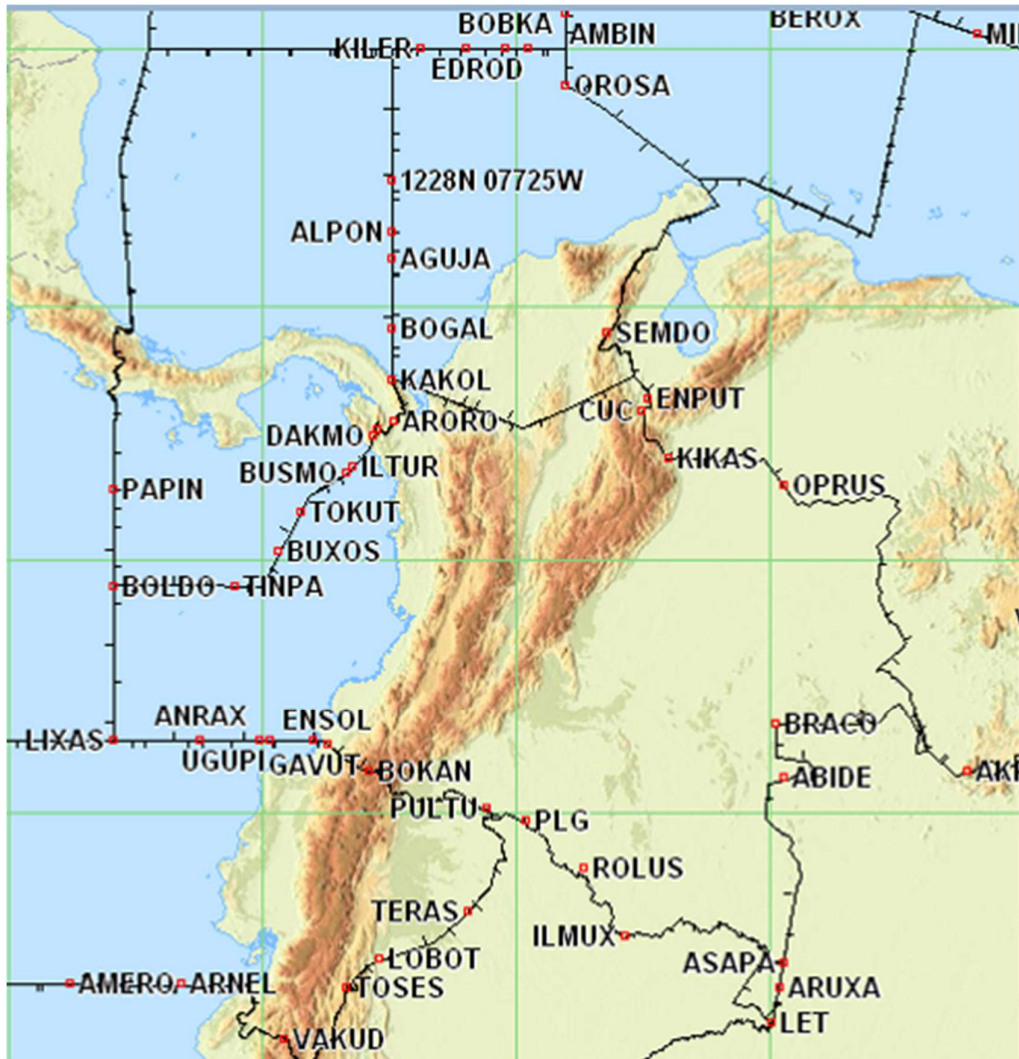 BOBKA
AMBIN
BEROX
KILER
EDROD
OROSA
1228N 07725W
ALPON
AGUJA
BOGAL
SEMDO
KAKOL
ENPUT
CUC
ARORO
DAKMO
ILTUR
BUSMO
KIKAS
PAPIN
OPRUS
TOKUT
BUXOS
BOLDO
TINPA
ANRAX
ENSOL
BRACO
LIXAS
UGUPI
GAVUT
BOKAN
ABIDE
PULTU
PLG
ROLUS
TERAS
ILMUX
LOBOT
ASAPA
AMERO
ARNEL
TOSES
ARUXA
LET
VAKUD